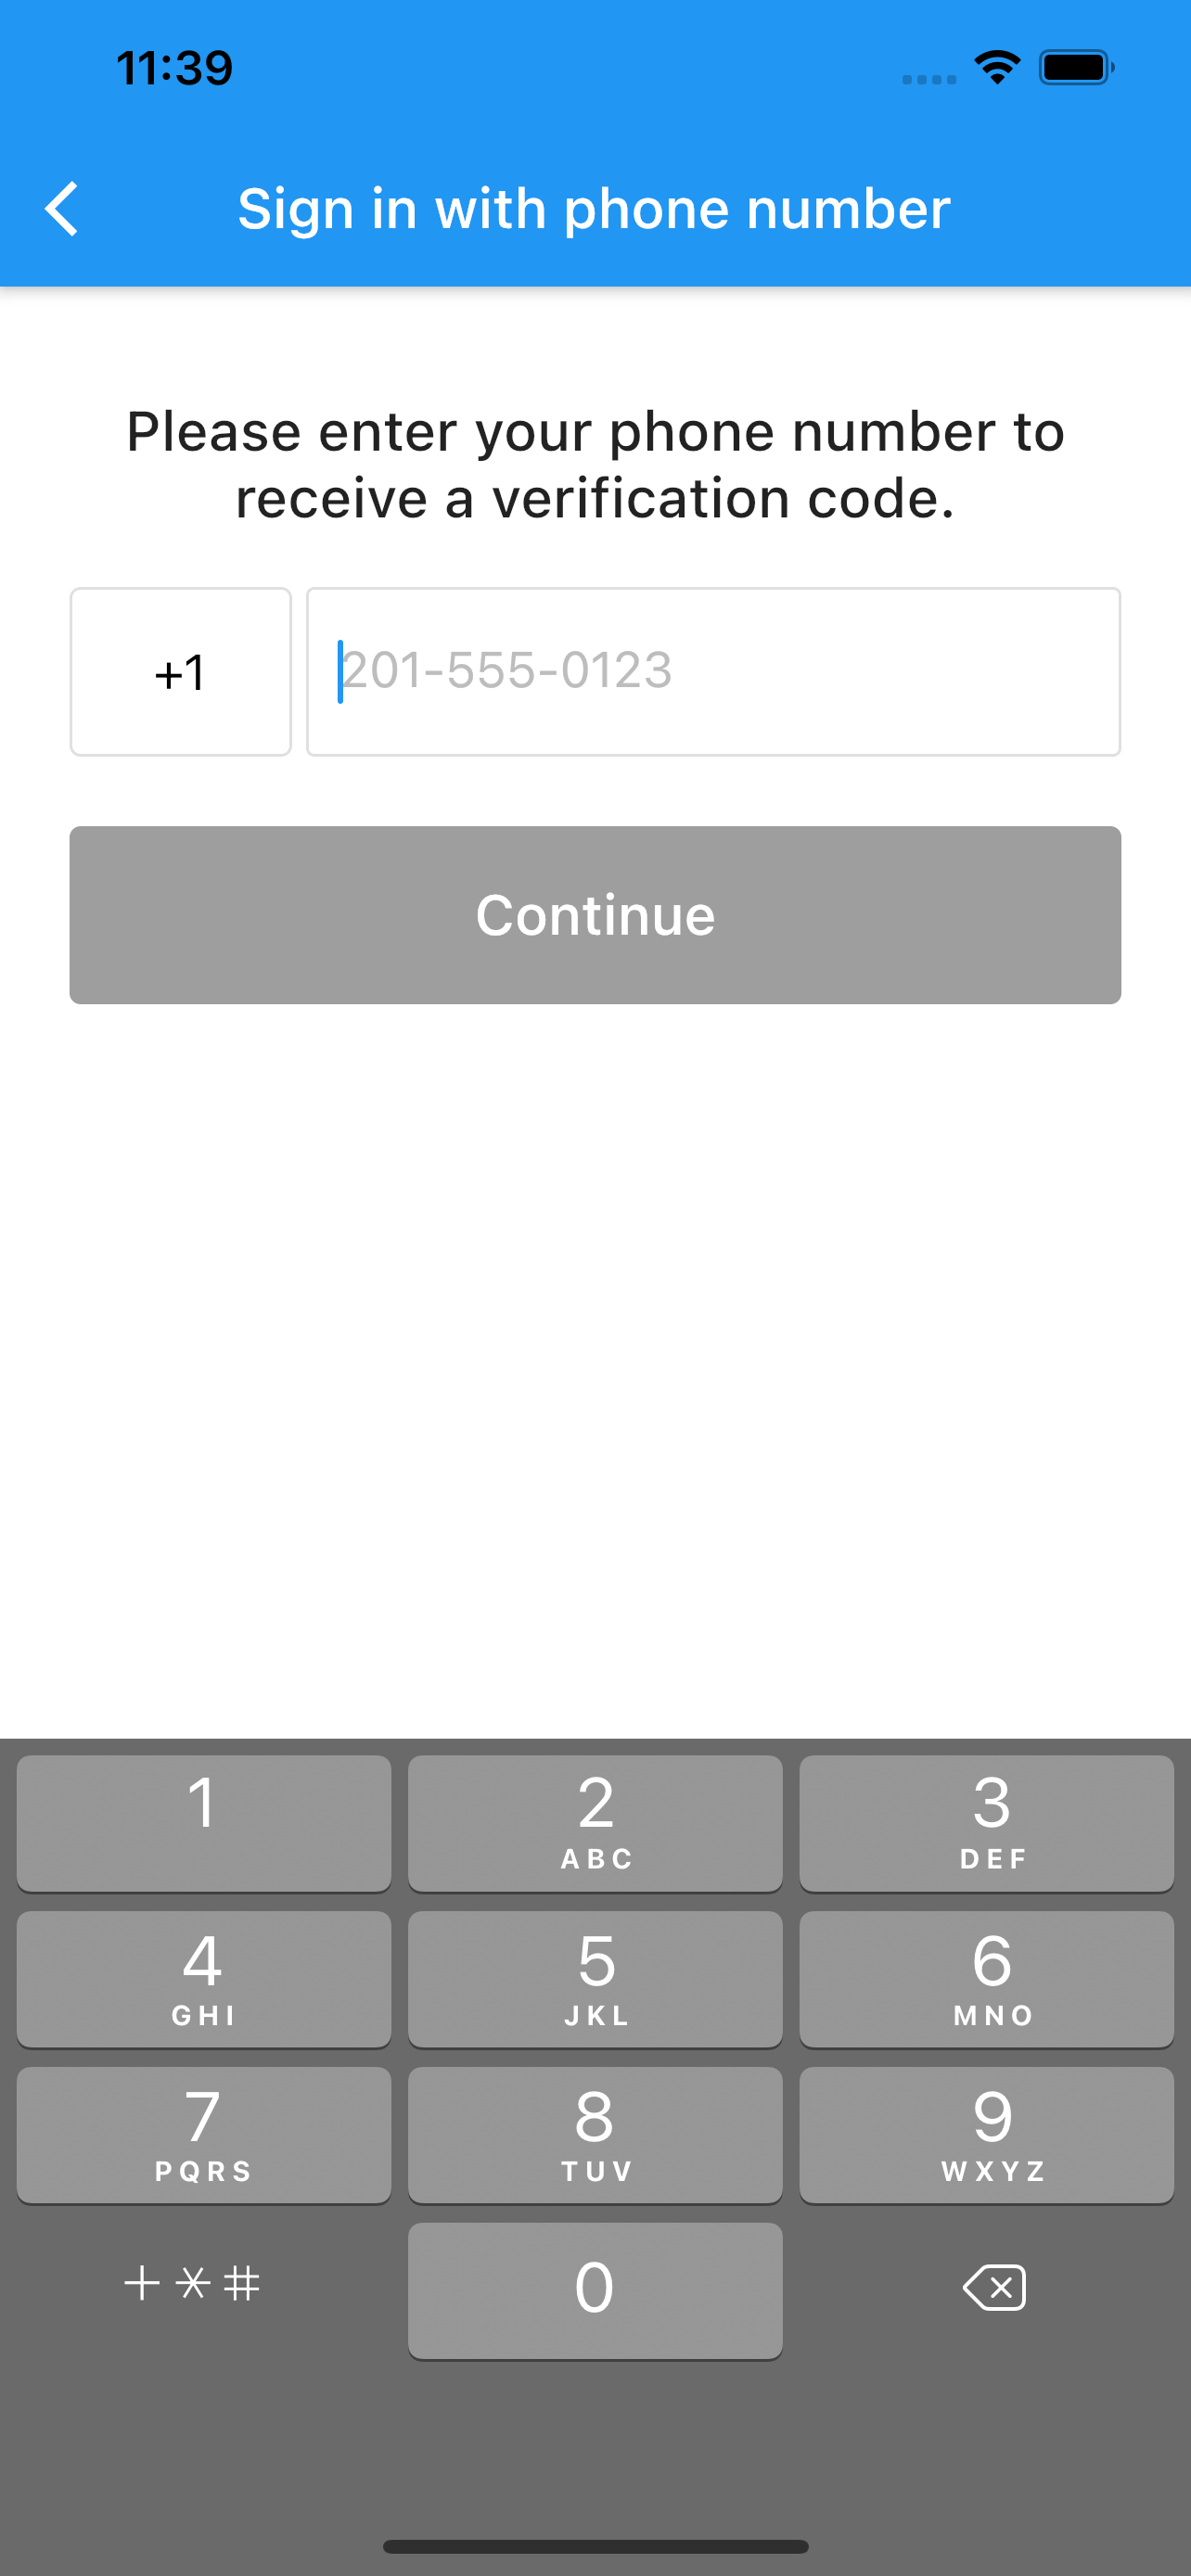 11:39
Sign in with phone number
Please enter your phone number to
receive a verification code.
+1
201-555-0123
Continue
1
2
ABC
3
DEF
4
GHI
5
JKL
6
MNO
7
PQRS
8
TUV
9
WXYZ
+*#
0